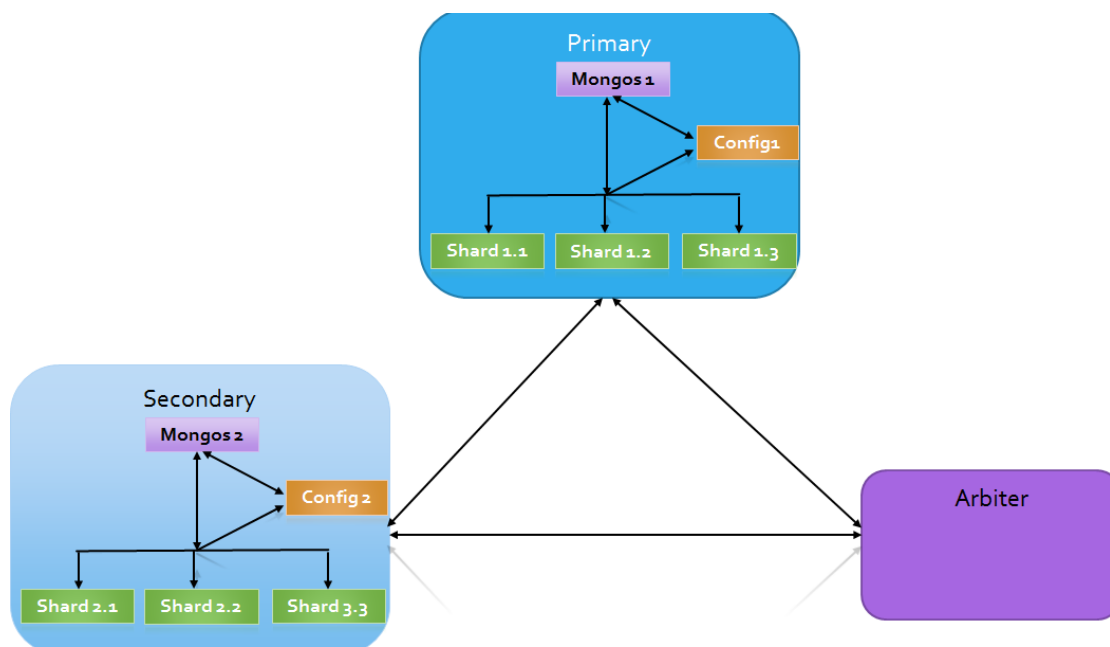 Primary
Mongos 1
Config1
Shard 1.1
Shard 1.2
Shard 1.3
Secondary
Mongos 2
Config 2
Shard 2.1
Shard 2.2
Shard 3.3
Arbiter